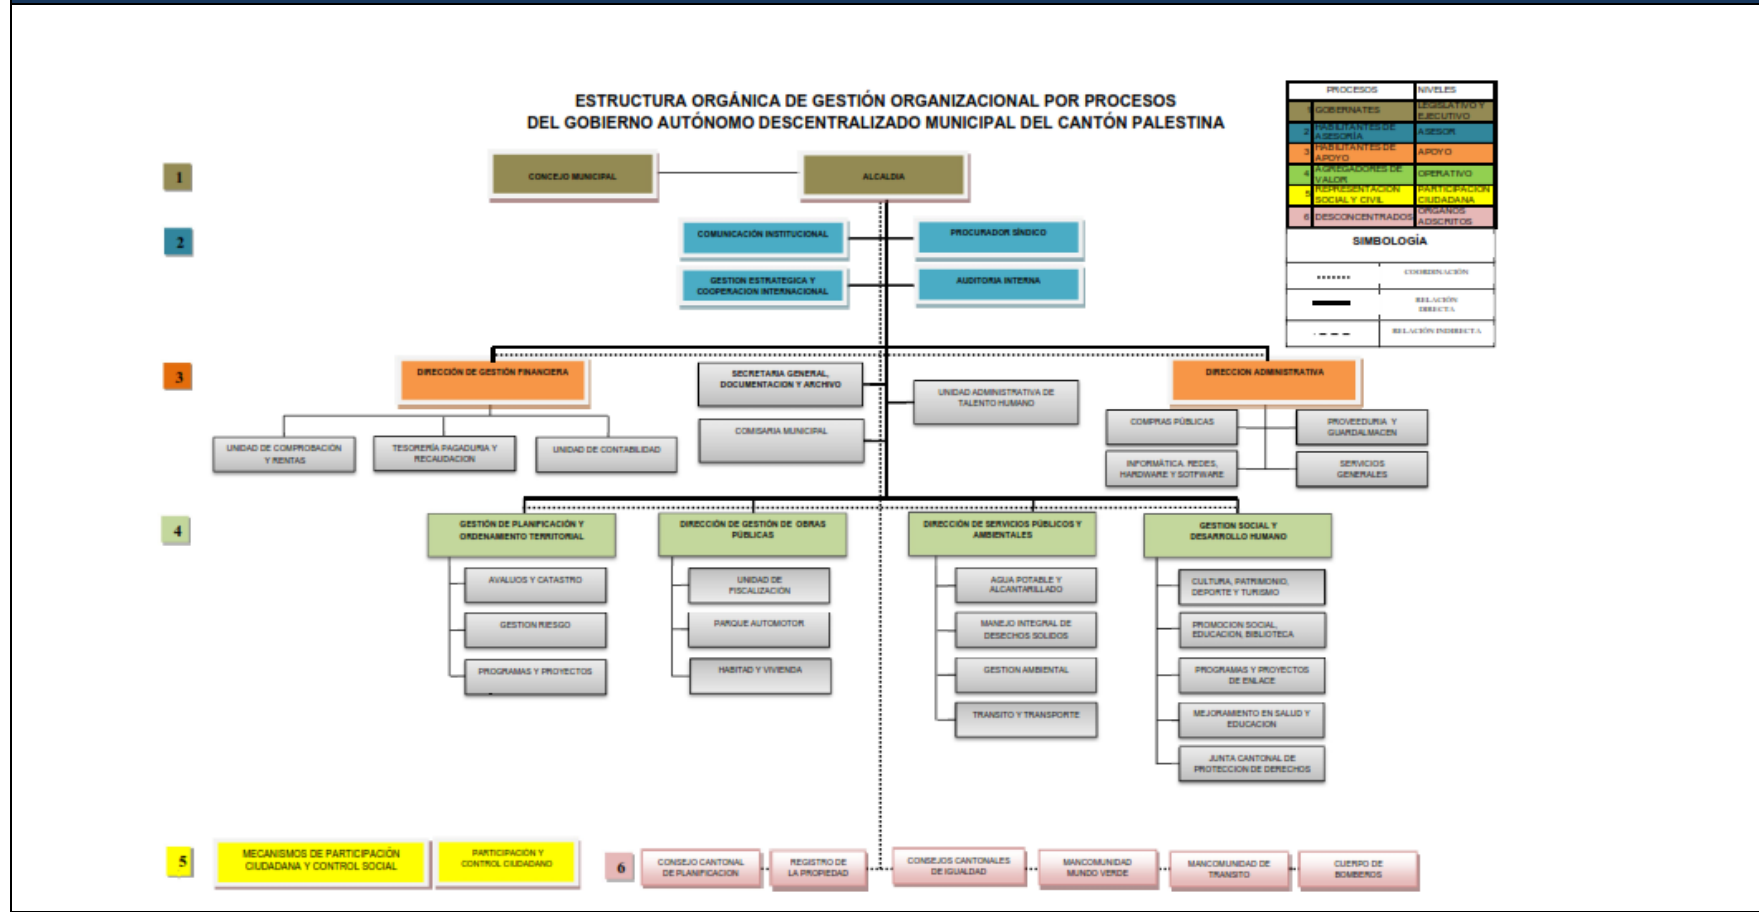 ESTRUCTURA ORGÁNICA DE GESTIÓN ORGANIZACIONAL POR PROCESOS
DEL GOBIERNO AUTÓNOMO DESCENTRALIZADO MUNICIPAL DEL CANTÓN PALESTINA
PROCESOS NIVELES
1 GOBERNATES LEGISLATIVO Y
EJECUTIVO
2 HABILITANTES DE
ASESORÍA ASESOR
3 HABILITANTES DE
APOYO APOYO
4 AGREGADORES DE
VALOR OPERATIVO
5 REPRESENTACIÓN
SOCIAL Y CIVIL PARTICIPACIÓN
CIUDADANA
6 DESCONCENTRADOS ORGANOS
ADSCRITOS
SIMBOLOGÍA
COORDINACIÓN
RELACIÓN
DIRECTA
RELACIÓN INDIRECTA
1
CONCEJO MUNICIPAL
ALCALDIA
2
COMUNICACIÓN INSTITUCIONAL
PROCURADOR SÍNDICO
GESTION ESTRATEGICA Y
COOPERACION INTERNACIONAL
AUDITORIA INTERNA
3
DIRECCIÓN DE GESTIÓN FINANCIERA
SECRETARIA GENERAL,
DOCUMENTACION Y ARCHIVO
UNIDAD ADMINISTRATIVA DE
TALENTO HUMANO
DIRECCION ADMINISTRATIVA
COMISARIA MUNICIPAL
UNIDAD DE COMPROBACIÓN
Y RENTAS
TESORERÍA PAGADURIA Y
RECAUDACION
UNIDAD DE CONTABILIDAD
COMPRAS PÚBLICAS
PROVEEDURIA Y
GUARDALMACEN
INFORMÁTICA. REDES,
HARDWARE Y SOTFWARE
SERVICIOS
GENERALES
4
GESTIÓN DE PLANIFICACIÓN Y
ORDENAMIENTO TERRITORIAL
AVALUOS Y CATASTRO
GESTION RIESGO
PROGRAMAS Y PROYECTOS
DIRECCIÓN DE GESTIÓN DE OBRAS
PÚBLICAS
UNIDAD DE
FISCALIZACIÓN
PARQUE AUTOMOTOR
HABITAD Y VIVIENDA
DIRECCIÓN DE SERVICIOS PÚBLICOS Y
AMBIENTALES
AGUA POTABLE Y
ALCANTARILLADO
MANEJO INTEGRAL DE
DESECHOS SOLIDOS
GESTION AMBIENTAL
TRANSITO Y TRANSPORTE
GESTION SOCIAL Y
DESARROLLO HUMANO
CULTURA, PATRIMONIO,
DEPORTE Y TURISMO
PROMOCION SOCIAL,
EDUCACION, BIBLIOTECA
PROGRAMAS Y PROYECTOS
DE ENLACE
MEJORAMIENTO EN SALUD Y
EDUCACION
JUNTA CANTONAL DE
PROTECCION DE DERECHOS
5
MECANISMOS DE PARTICIPACIÓN
CIUDADANA Y CONTROL SOCIAL
PARTICIPACIÓN Y
CONTROL CIUDADANO
6
CONSEJO CANTONAL
DE PLANIFICACION
REGISTRO DE
LA PROPIEDAD
CONSEJOS CANTONALES
DE IGUALDAD
MANCOMUNIDAD
MUNDO VERDE
MANCOMUNIDAD DE
TRANSITO
CUERPO DE
BOMBEROS